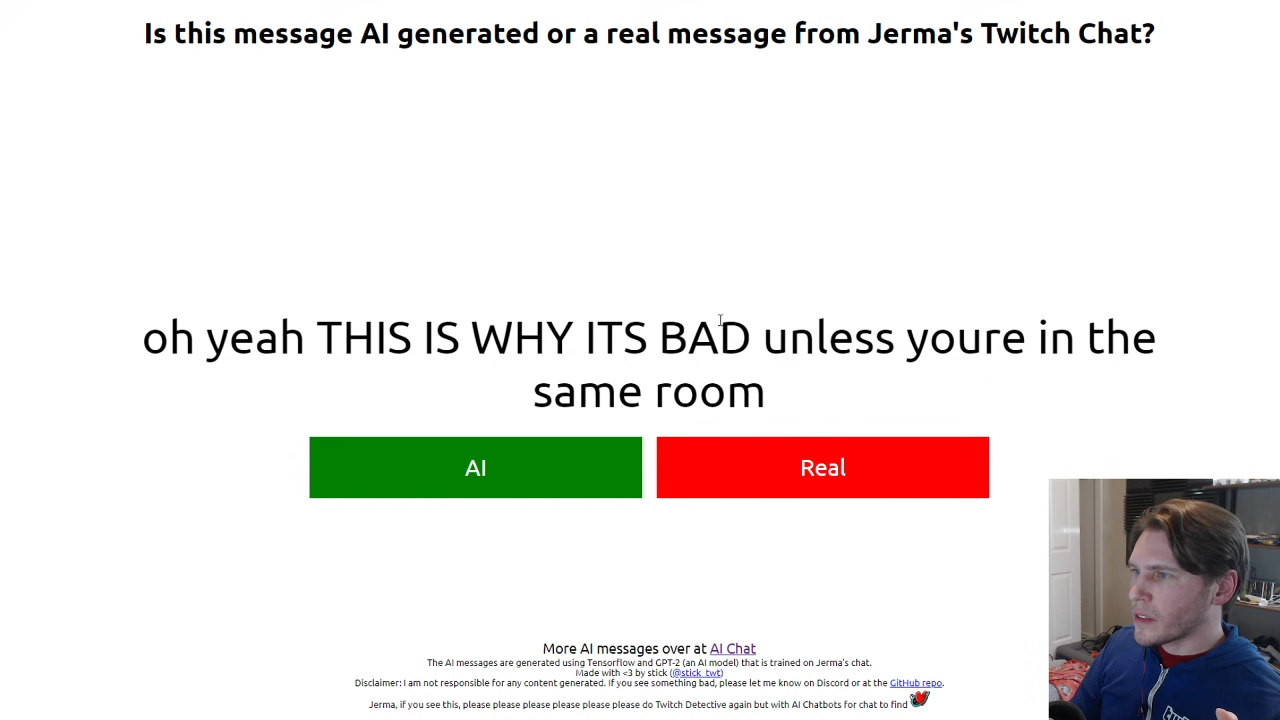 Is this message AI generated or a real message from Jerma's Twitch Chat?
oh yeah THIS IS WHY ITS BAD unless youre in the
same room
AI
Real
More AI messages over at AI Chat
The AI messages are generated using Tensorflow and GPT-2 (an AI model) that is trained on Jerma's chat.
Made with <3 by stick (@stick_twt)
Disclaimer: I am not responsible for any content generated. If you see something bad, please let me know on Discord or at the GitHub repo.
Jerma, if you see this, please please please please please please do Twitch Detective again but with AI Chatbots for chat to find